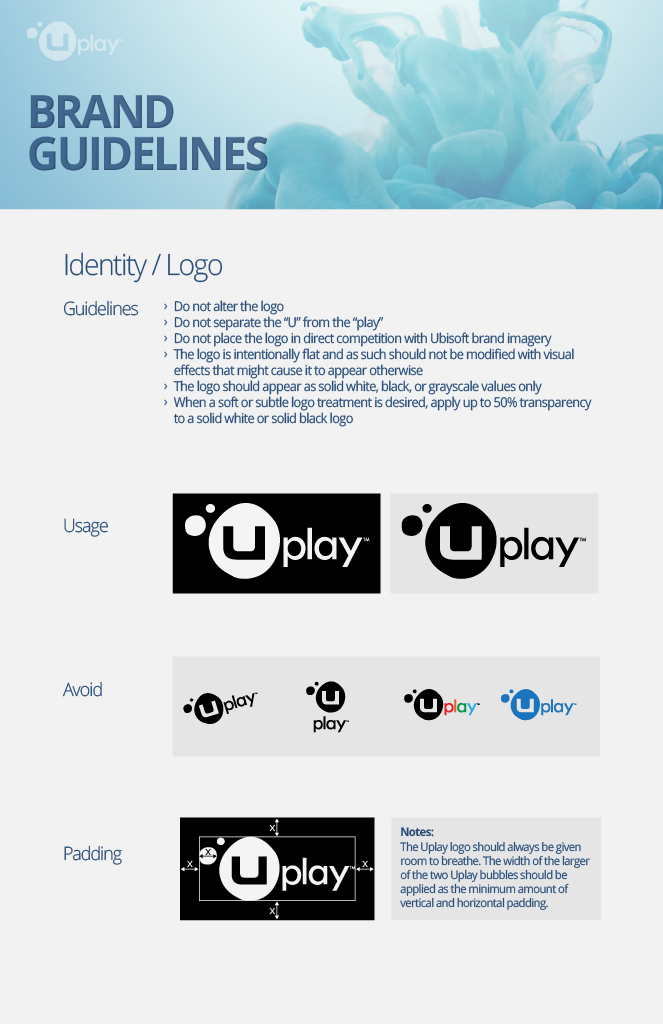 Uplay™
BRAND
GUIDELINES
Identity / Logo
Guidelines
› Do not alter the logo
› Do not separate the “U” from the “play”
› Do not place the logo in direct competition with Ubisoft brand imagery
› The logo is intentionally flat and as such should not be modified with visual
effects that might cause it to appear otherwise
› The logo should appear as solid white, black, or grayscale values only
› When a soft or subtle logo treatment is desired, apply up to 50% transparency
to a solid white or solid black logo
Usage
Uplay™ Uplay™
Avoid
Uplay™ U Uplay™ Uplay™
play™
Padding
X
X X Uplay™ X
X
Notes:
The Uplay logo should always be given
room to breathe. The width of the larger
of the two Uplay bubbles should be
applied as the minimum amount of
vertical and horizontal padding.